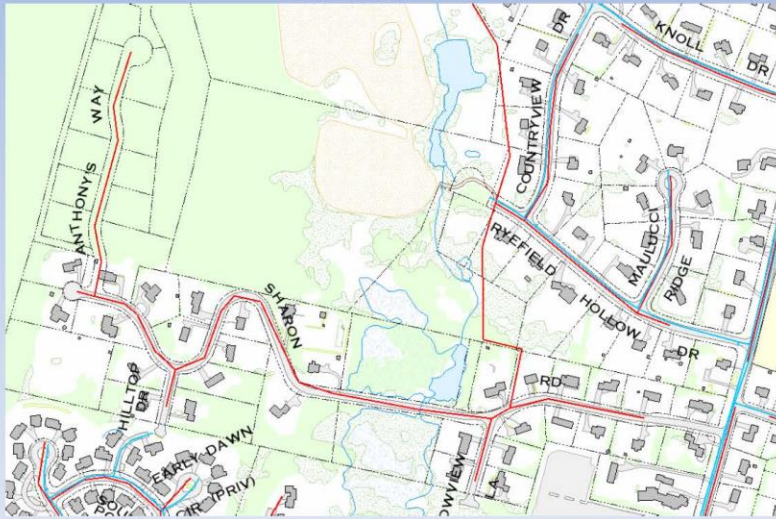 KNOLL
DR
DR
COUNTRYVIEW
ANTHONY'S
WAY
RYEFIELD
HOLLOW
DR
MAULUCCI
RIDGE
SHARON
RD
HILLTOP
DR
EARLY DAWN
CIR (PRIV)
LA